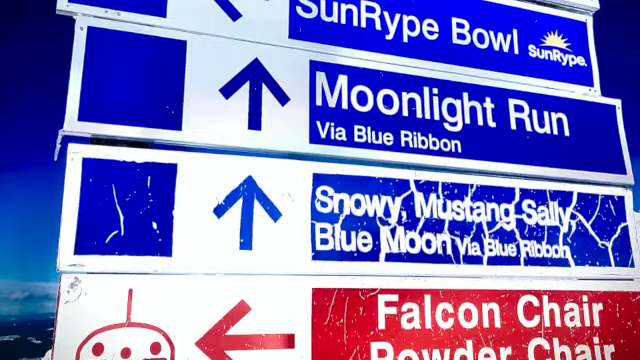 SunRype Bowl
SunRype
Moonlight Run
Via Blue Ribbon
Snowy, Mustang Sally
Blue Moon via Blue Ribbon
Falcon Chair
Powder Chair